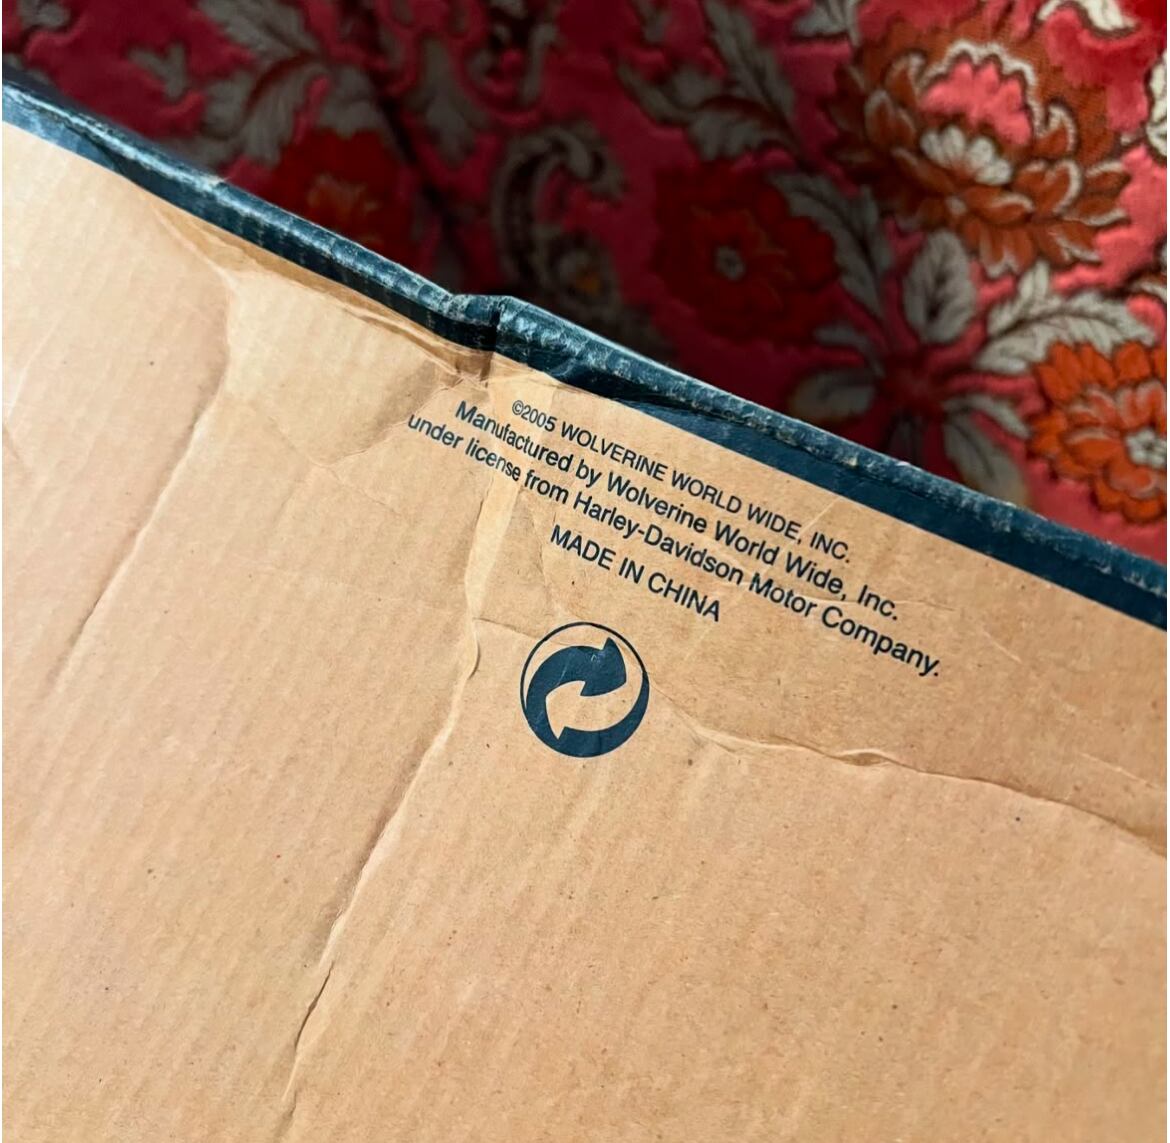 ©2005 WOLVERINE WORLD WIDE, INC.
Manufactured by Wolverine World Wide, Inc.
under license from Harley-Davidson Motor Company.
MADE IN CHINA